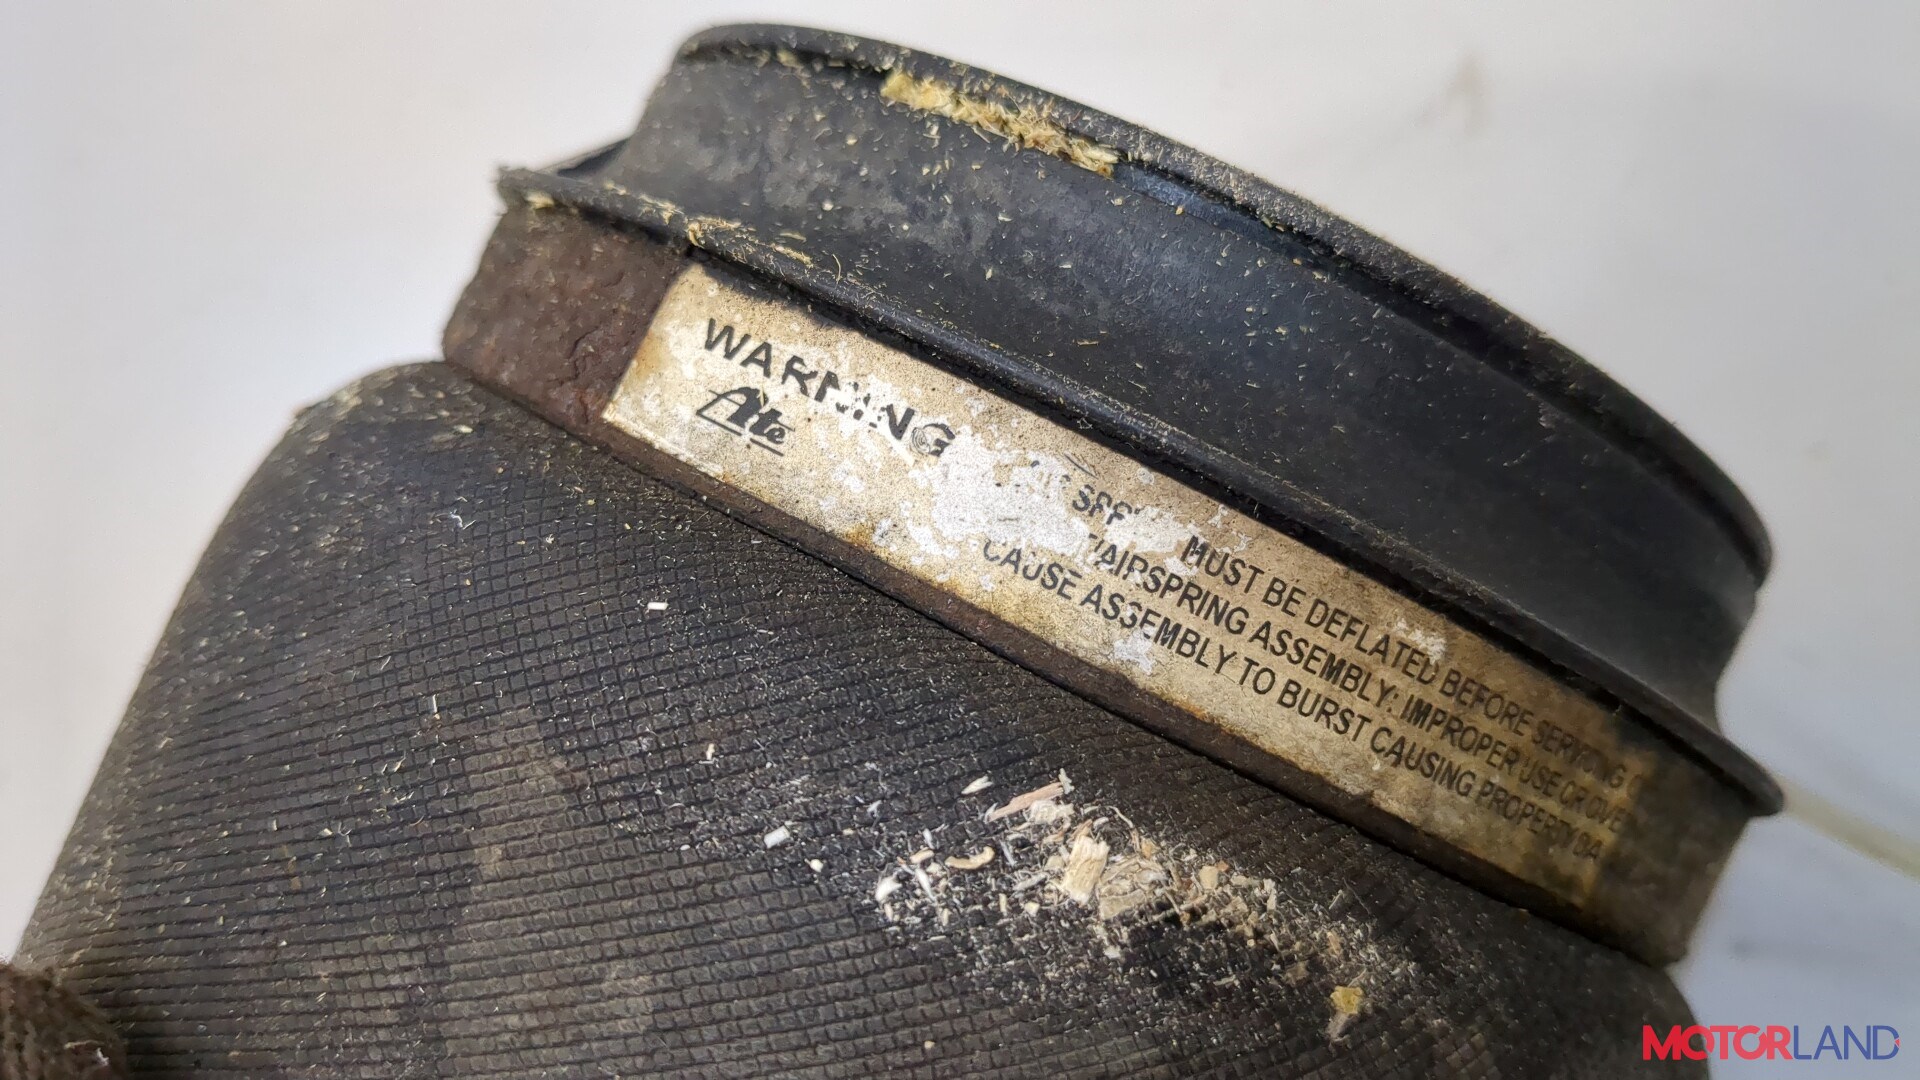 WARNING
Ate
MUST BE DEFLATED BEFORE SERVICING
AIRSPRING ASSEMBLY: IMPROPER USE OR
CAUSE ASSEMBLY TO BURST CAUSING PROPERTY
MOTORLAND